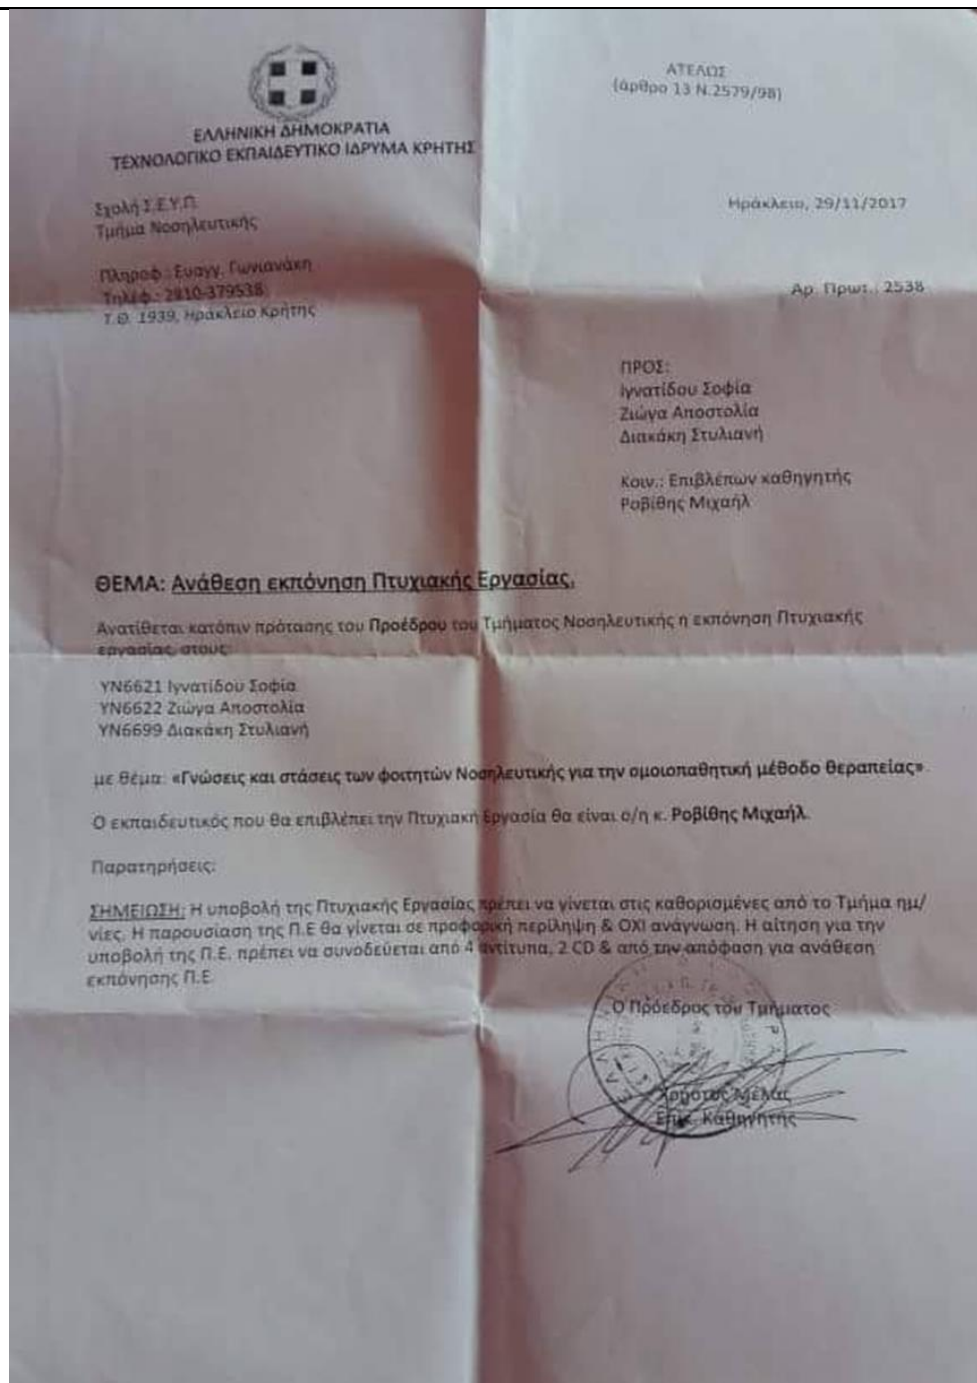 ΑΤΕΛΩΣ
(άρθρο 13 Ν.2579/98)
ΕΛΛΗΝΙΚΗ ΔΗΜΟΚΡΑΤΙΑ
ΤΕΧΝΟΛΟΓΙΚΟ ΕΚΠΑΙΔΕΥΤΙΚΟ ΙΔΡΥΜΑ ΚΡΗΤΗΣ
Σχολή Σ.Ε.Υ.Π.
Τμήμα Νοσηλευτικής
Ηράκλειο, 29/11/2017
Πληροφ.: Ευαγγ. Γωνιανάκη
Τηλέφ.: 2810-379538
Τ.Θ. 1939, Ηράκλειο Κρήτης
Αρ. Πρωτ.: 2538
ΠΡΟΣ:
Ιγνατίδου Σοφία
Ζιώγα Αποστολία
Διακάκη Στυλιανή
Κοιν.: Επιβλέπων καθηγητής
Ροβίθης Μιχαήλ
ΘΕΜΑ: Ανάθεση εκπόνηση Πτυχιακής Εργασίας.
Ανατίθεται κατόπιν πρότασης του Προέδρου του Τμήματος Νοσηλευτικής η εκπόνηση Πτυχιακής
εργασίας, στους:
ΥΝ6621 Ιγνατίδου Σοφία
ΥΝ6622 Ζιώγα Αποστολία
ΥΝ6699 Διακάκη Στυλιανή
με θέμα: «Γνώσεις και στάσεις των φοιτητών Νοσηλευτικής για την ομοιοπαθητική μέθοδο θεραπείας».
Ο εκπαιδευτικός που θα επιβλέπει την Πτυχιακή Εργασία θα είναι ο/η κ. Ροβίθης Μιχαήλ.
Παρατηρήσεις:
ΣΗΜΕΙΩΣΗ: Η υποβολή της Πτυχιακής Εργασίας πρέπει να γίνεται στις καθορισμένες από το Τμήμα ημ/
νίες. Η παρουσίαση της Π.Ε θα γίνεται σε προφορική περίληψη & ΟΧΙ ανάγνωση. Η αίτηση για την
υποβολή της Π.Ε. πρέπει να συνοδεύεται από 4 αντίτυπα, 2 CD & από την απόφαση για ανάθεση
εκπόνησης Π.Ε.
Ο Πρόεδρος του Τμήματος
Χρήστος Μέλας
Επικ. Καθηγητής